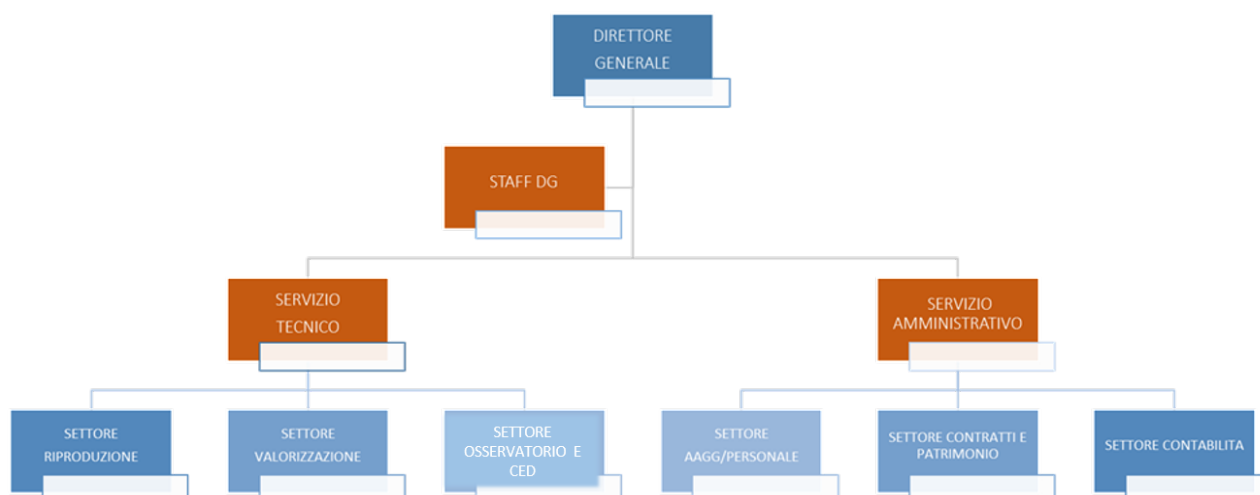 DIRETTORE
GENERALE
STAFF DG
SERVIZIO
TECNICO
SERVIZIO
AMMINISTRATIVO
SETTORE
RIPRODUZIONE
SETTORE
VALORIZZAZIONE
SETTORE
OSSERVATORIO E
CED
SETTORE
AAGG/PERSONALE
SETTORE CONTRATTI E
PATRIMONIO
SETTORE CONTABILITA